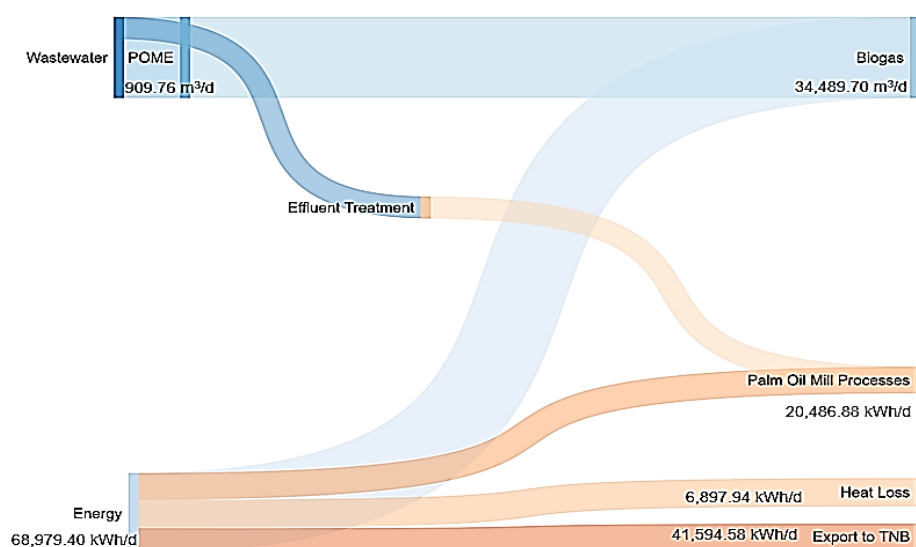 Wastewater
POME
909.76 m³/d
Biogas
34,489.70 m³/d
Effluent Treatment
Palm Oil Mill Processes
20,486.88 kWh/d
6,897.94 kWh/d
Heat Loss
Energy
68,979.40 kWh/d
41,594.58 kWh/d
Export to TNB